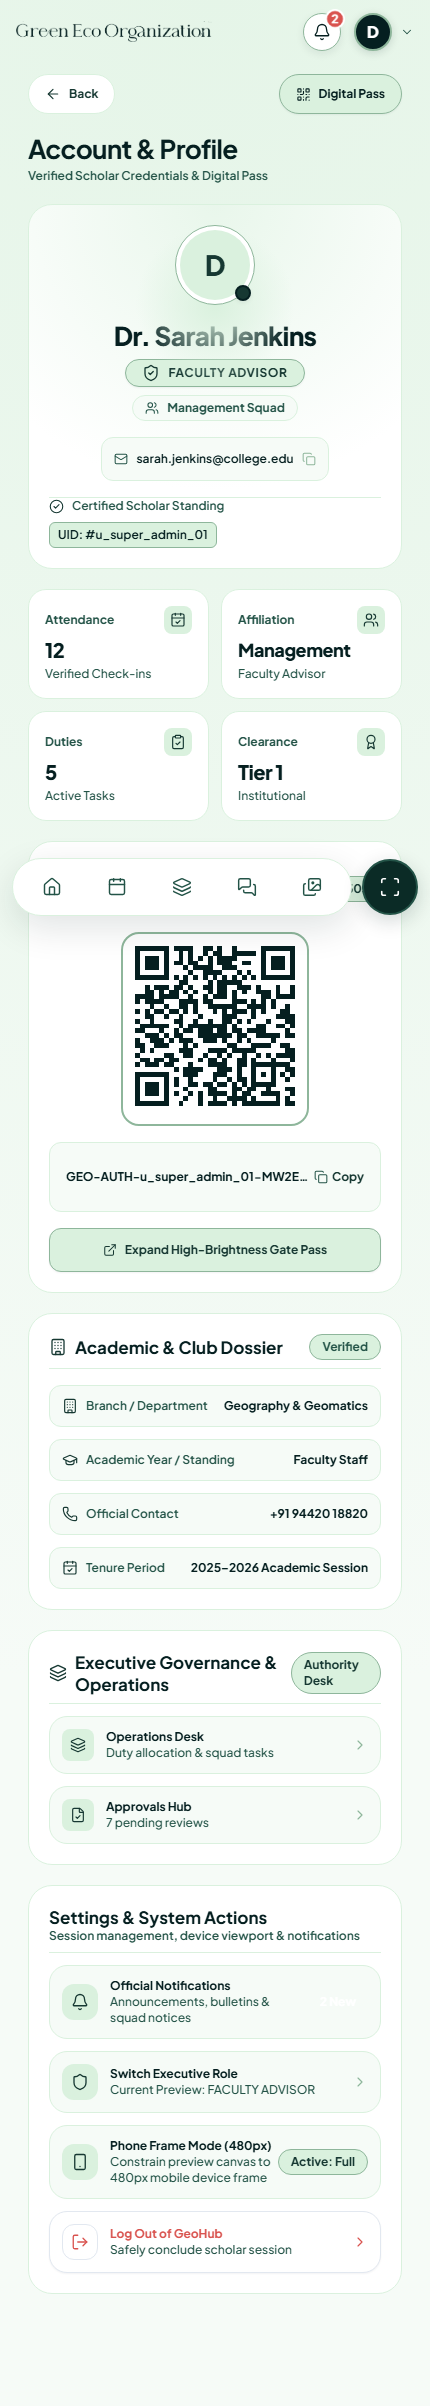 Green Eco Organization
2
D
Back
Digital Pass
Account & Profile
Verified Scholar Credentials & Digital Pass
D
Dr. Sarah Jenkins
FACULTY ADVISOR
Management Squad
sarah.jenkins@college.edu
Certified Scholar Standing
UID: #u_super_admin_01
Attendance
12
Verified Check-ins
Affiliation
Management
Faculty Advisor
Duties
5
Active Tasks
Clearance
Tier 1
Institutional
GEO-AUTH-u_super_admin_01-MW2E...
Copy
Expand High-Brightness Gate Pass
Academic & Club Dossier
Verified
Branch / Department
Geography & Geomatics
Academic Year / Standing
Faculty Staff
Official Contact
+91 94420 18820
Tenure Period
2025–2026 Academic Session
Executive Governance &
Operations
Authority
Desk
Operations Desk
Duty allocation & squad tasks
Approvals Hub
7 pending reviews
Settings & System Actions
Session management, device viewport & notifications
Official Notifications
Announcements, bulletins &
squad notices
2 New
Switch Executive Role
Current Preview: FACULTY ADVISOR
Phone Frame Mode (480px)
Constrain preview canvas to
480px mobile device frame
Active: Full
Log Out of GeoHub
Safely conclude scholar session